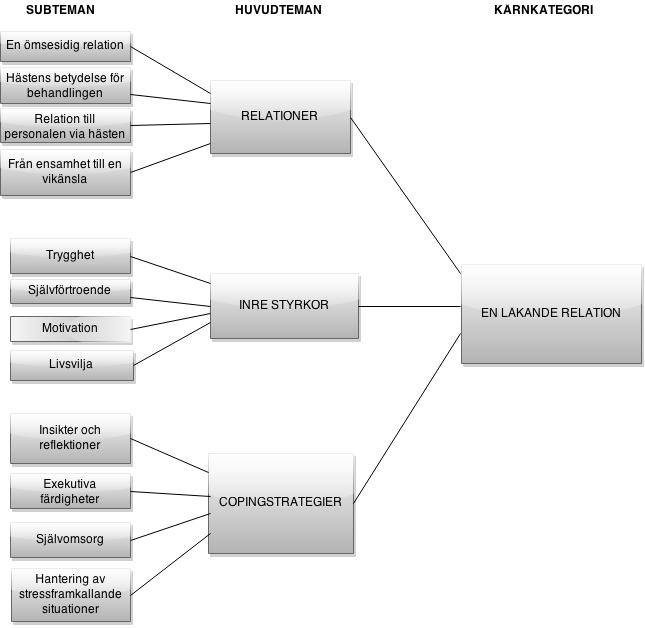 SUBTEMAN
HUVUDTEMAN
KARNKATEGORI
En ömsesidig relation
Hästens betydelse för
behandlingen
Relation till
personalen via hästen
Från ensamhet till en
vikänsla
RELATIONER
Trygghet
Självförtroende
Motivation
Livsvilja
INRE STYRKOR
EN LAKANDE RELATION
Insikter och
reflektioner
Exekutiva
färdigheter
Självomsorg
Hantering av
stressframkallande
situationer
COPINGSTRATEGIER